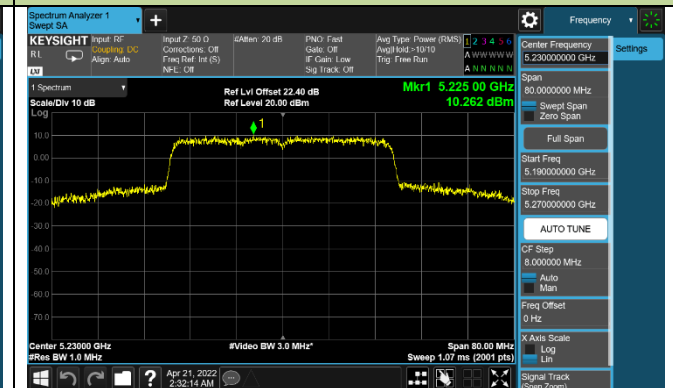 Spectrum Analyzer 1
Swept SA
+
Frequency
KEYSIGHT
RL
LXI
Input: RF
Coupling: DC
Align: Auto
Input Z: 50 Ω
Corrections: Off
Freq Ref: Int (S)
NFE: Off
#Atten: 20 dB
PNO: Fast
Gate: Off
IF Gain: Low
Sig Track: Off
Avg Type: Power (RMS)
Avg|Hold:>10/10
Trig: Free Run
1 2 3 4 5 6
A W W W W W
A N N N N N
1 Spectrum
Scale/Div 10 dB
Log
Ref Lvl Offset 22.40 dB
Ref Level 20.00 dBm
Mkr1 5.225 00 GHz
10.262 dBm
1
10.0
0.00
-10.0
-20.0
-30.0
-40.0
-50.0
-60.0
-70.0
Center 5.23000 GHz
#Res BW 1.0 MHz
#Video BW 3.0 MHz*
Span 80.00 MHz
Sweep 1.07 ms (2001 pts)
Apr 21, 2022
2:32:14 AM
?
Center Frequency
5.230000000 GHz
Settings
Span
80.0000000 MHz
Swept Span
Zero Span
Full Span
Start Freq
5.190000000 GHz
Stop Freq
5.270000000 GHz
AUTO TUNE
CF Step
8.000000 MHz
Auto
Man
Freq Offset
0 Hz
X Axis Scale
Log
Lin
Signal Track
(Span Zoom)